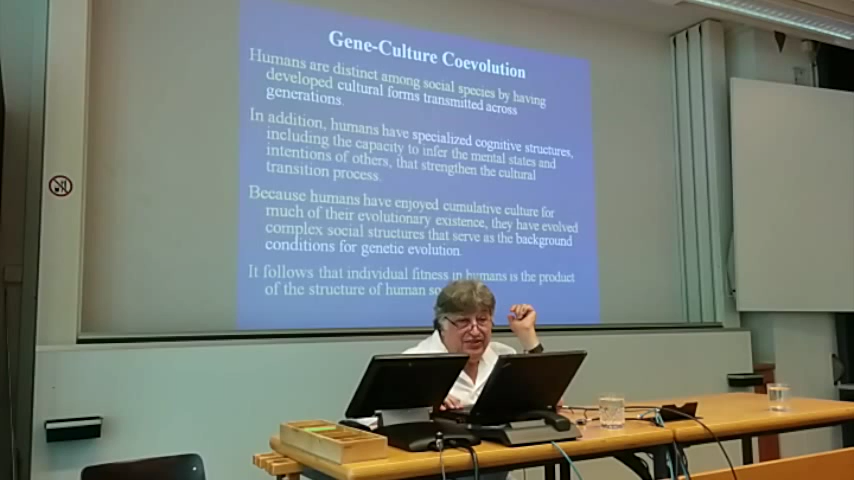 Gene-Culture Coevolution
Humans are distinct among social species by having
developed cultural forms transmitted across
generations.
In addition, humans have specialized cognitive structures,
including the capacity to infer the mental states and
intentions of others, that strengthen the cultural
transition process.
Because humans have enjoyed cumulative culture for
much of their evolutionary existence, they have evolved
complex social structures that serve as the background
conditions for genetic evolution.
It follows that individual fitness in humans is the product
of the structure of human